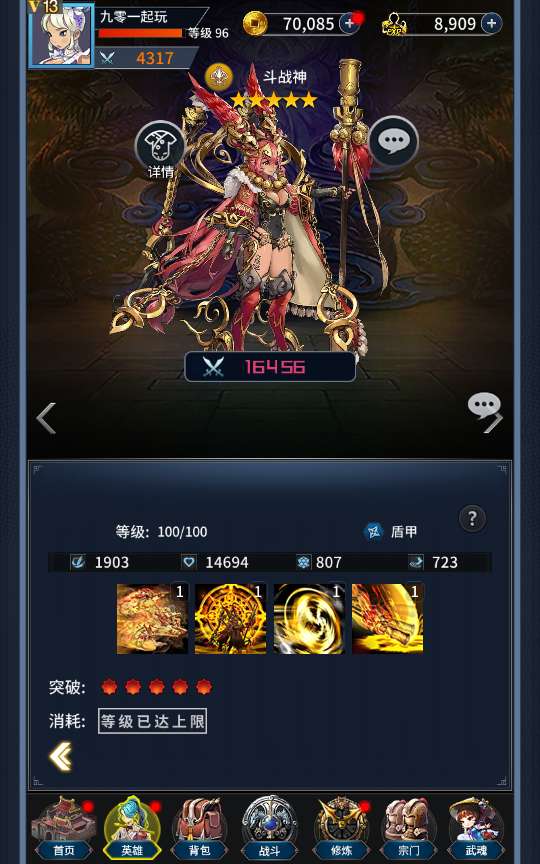 V13
九零一起玩
等级 96
4317
70,085
EXP
8,909
斗战神
详情
16456
?
等级: 100/100
盾甲
1903
14694
807
723
1
1
1
1
突破:
消耗: 等级已达上限
首页
英雄
背包
战斗
修炼
宗门
武魂